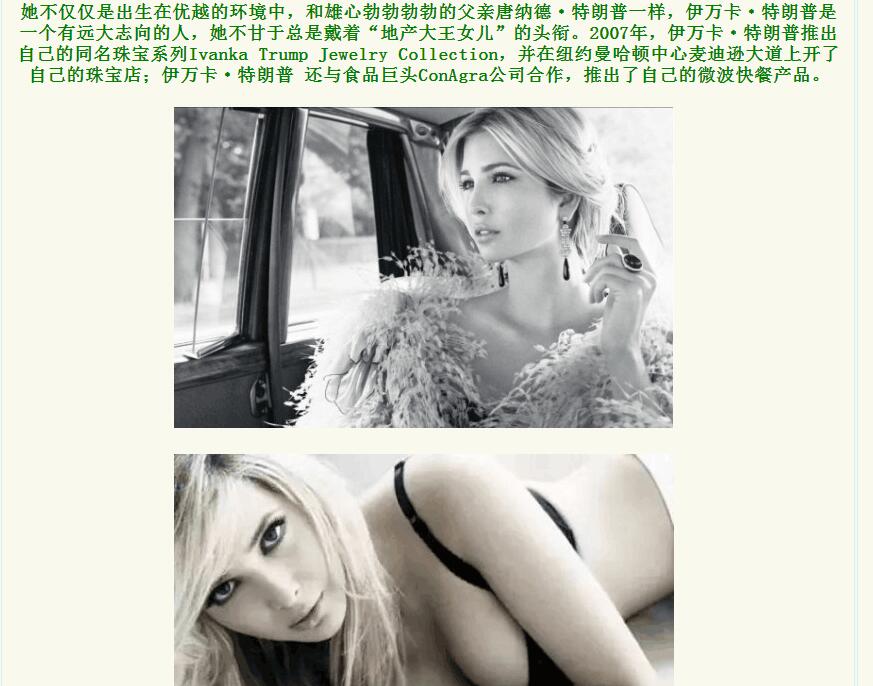 她不仅仅是出生在优越的环境中，和雄心勃勃勃勃的父亲唐纳德·特朗普一样，伊万卡·特朗普是
一个有远大志向的人，她不甘于总是戴着“地产大王女儿”的头衔。2007年，伊万卡·特朗普推出
自己的同名珠宝系列Ivanka Trump Jewelry Collection，并在纽约曼哈顿中心麦迪逊大道上开了
自己的珠宝店；伊万卡·特朗普 还与食品巨头ConAgra公司合作，推出了自己的微波快餐产品。